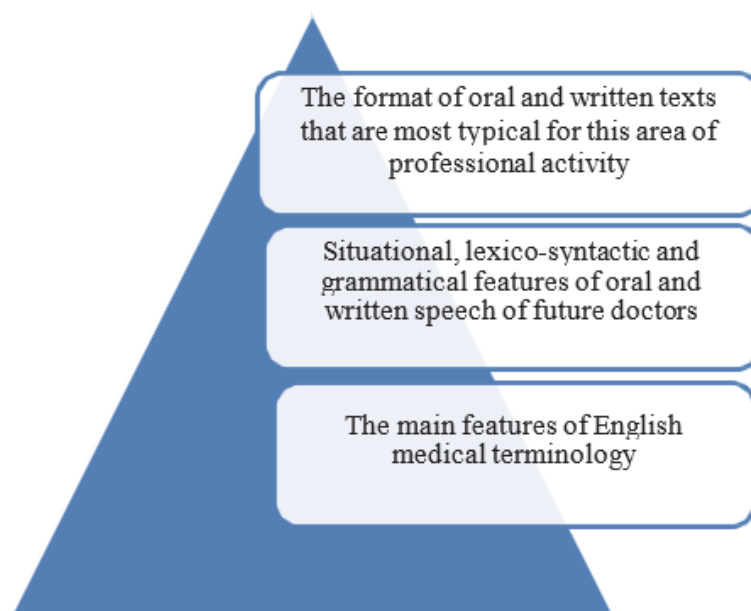 The format of oral and written texts
that are most typical for this area of
professional activity
Situational, lexico-syntactic and
grammatical features of oral and
written speech of future doctors
The main features of English
medical terminology